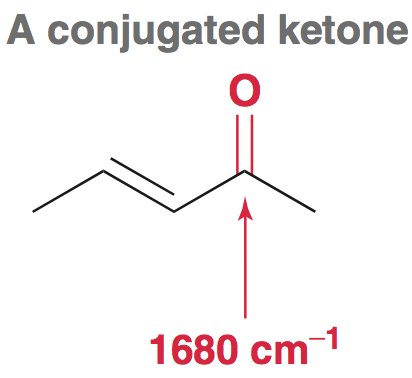 A conjugated ketone
O
1680 cm⁻¹